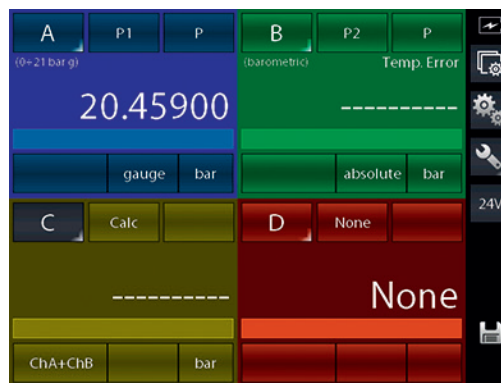 A P1 P
(0÷21 bar g)
20.45900
gauge bar
B P2 P
(barometric) Temp. Error
----------
absolute bar
C Calc
----------
ChA+ChB bar
D None
None
24V